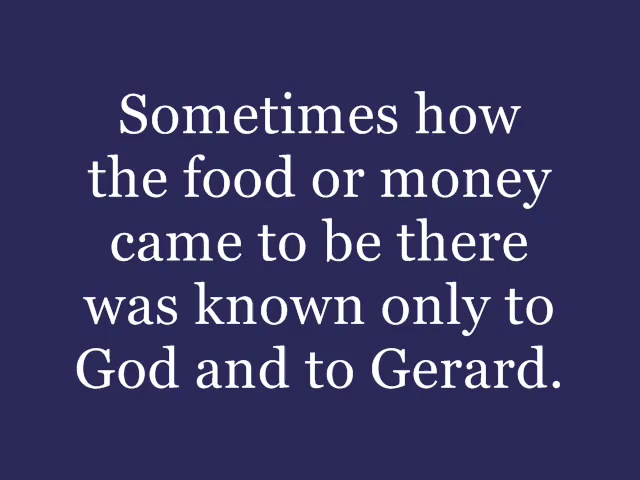 Sometimes how
the food or money
came to be there
was known only to
God and to Gerard.